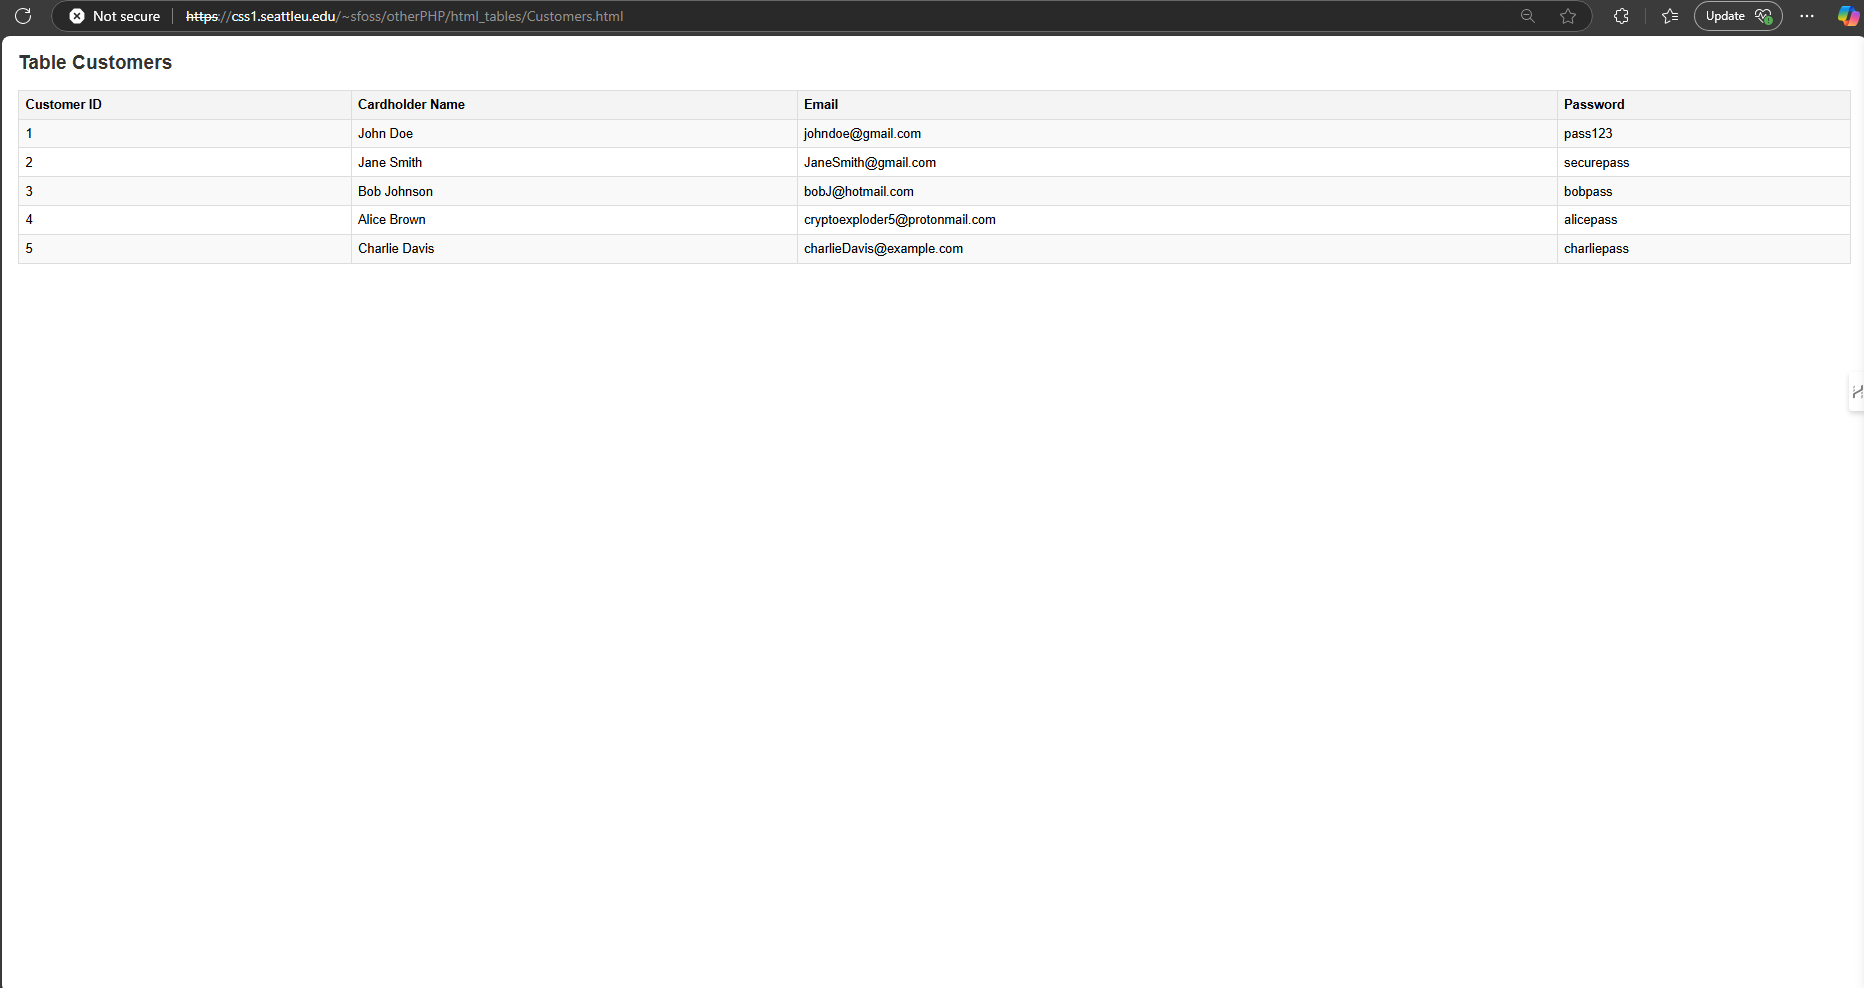 Not secure https://css1.seattleu.edu/~sfoss/otherPHP/html_tables/Customers.html Update
Table Customers
Customer ID Cardholder Name Email Password
1 John Doe johndoe@gmail.com pass123
2 Jane Smith JaneSmith@gmail.com securepass
3 Bob Johnson bobJ@hotmail.com bobpass
4 Alice Brown cryptoexploder5@protonmail.com alicepass
5 Charlie Davis charlieDavis@example.com charliepass